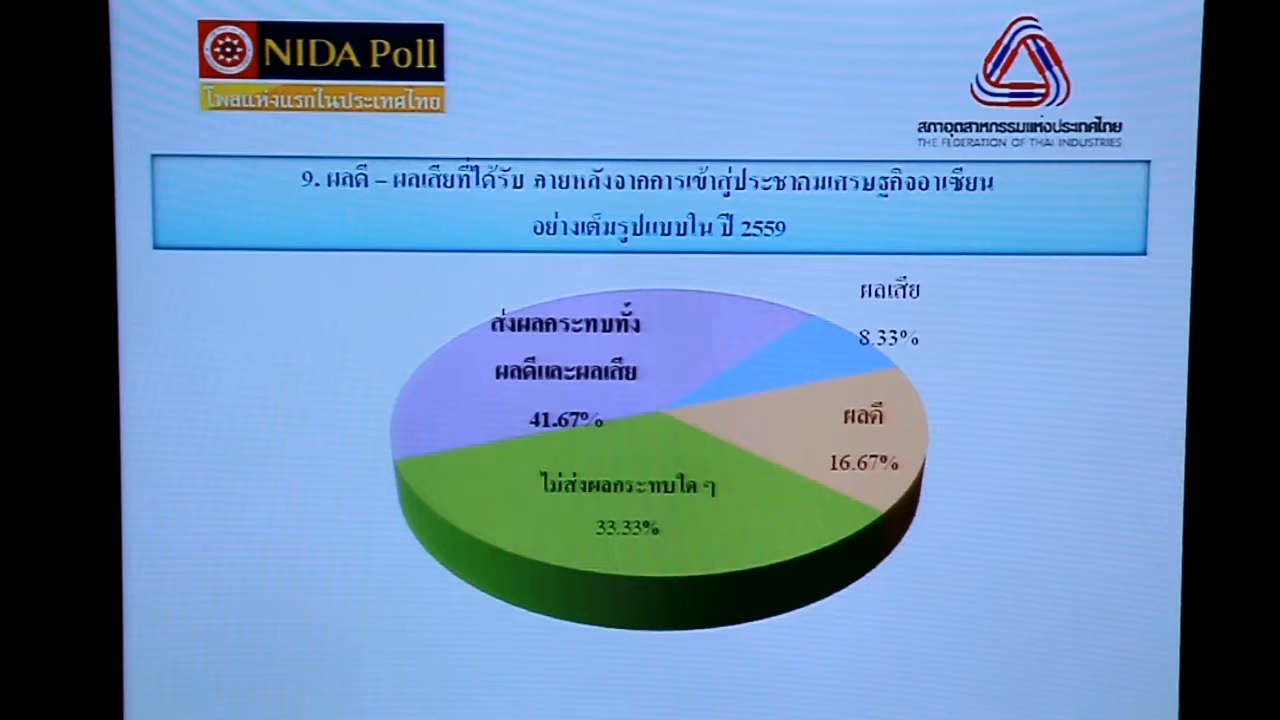 NIDA Poll
โพลแห่งแรกในประเทศไทย
สภาอุตสาหกรรมแห่งประเทศไทย
THE FEDERATION OF THAI INDUSTRIES
9. ผลดี – ผลเสียที่ได้รับ ภายหลังจากการเข้าสู่ประชาคมเศรษฐกิจอาเซียน
อย่างเต็มรูปแบบใน ปี 2559
ผลเสีย
8.33%
ส่งผลกระทบทั้ง
ผลดีและผลเสีย
41.67%
ผลดี
16.67%
ไม่ส่งผลกระทบใด ๆ
33.33%